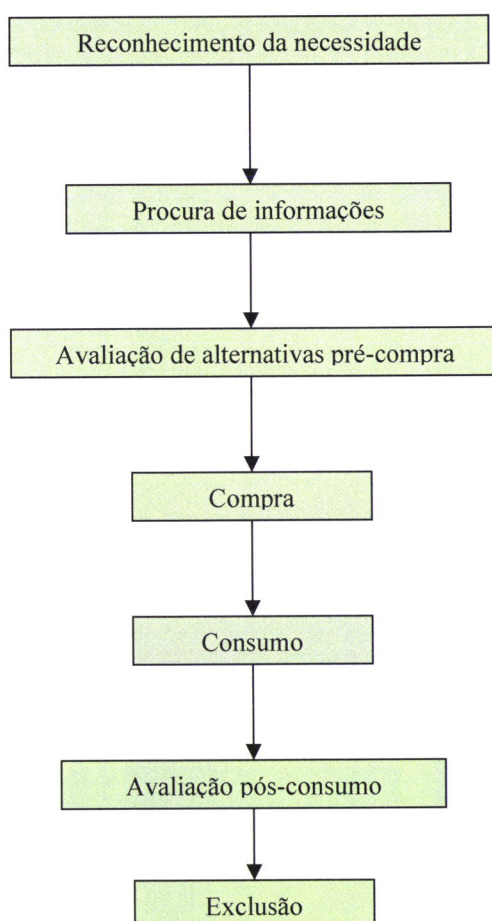 Reconhecimento da necessidade
Procura de informações
Avaliação de alternativas pré-compra
Compra
Consumo
Avaliação pós-consumo
Exclusão